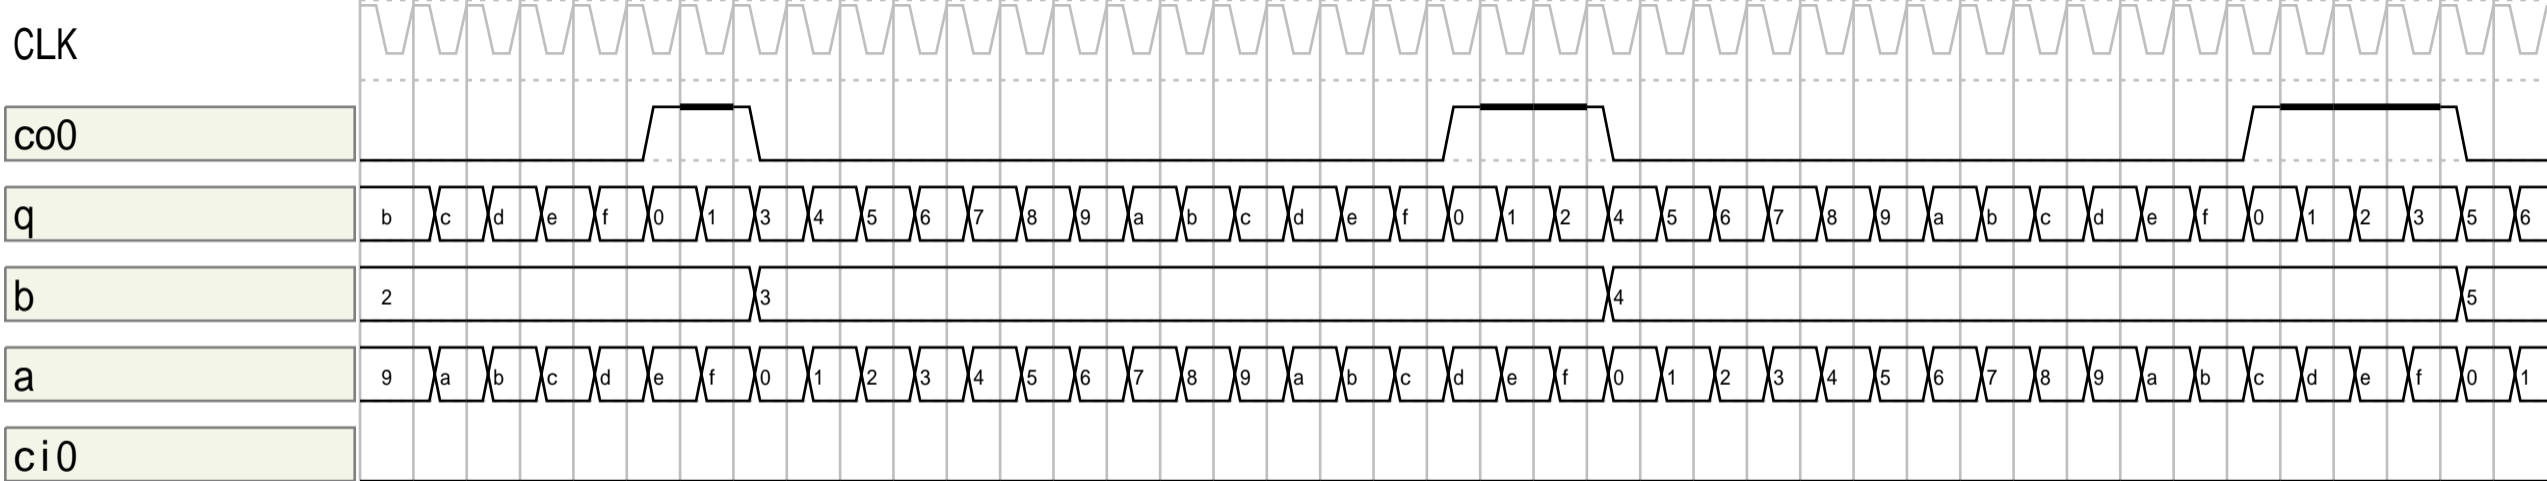 CLK
co0
q b c d e f 0 1 3 4 5 6 7 8 9 a b c d e f 0 1 2 4 5 6 7 8 9 a b c d e f 0 1 2 3 5 6
b 2 3 4 5
a 9 a b c d e f 0 1 2 3 4 5 6 7 8 9 a b c d e f 0 1 2 3 4 5 6 7 8 9 a b c d e f 0 1
ci0